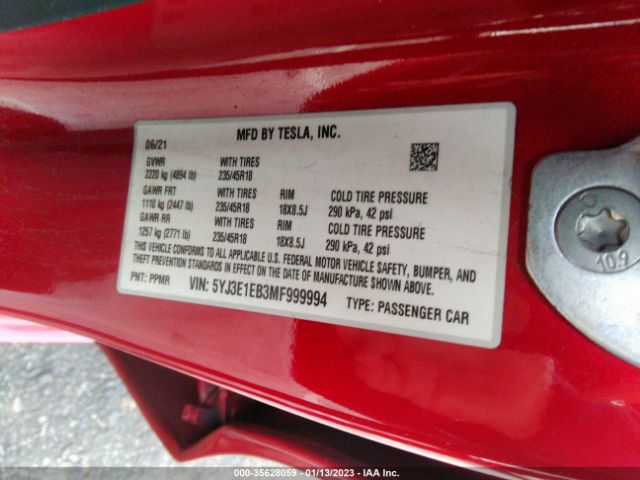 MFD BY TESLA, INC.
06/21
GVWR WITH TIRES
2220 kg (4894 lb) 235/45R18
GAWR FRT WITH TIRES RIM COLD TIRE PRESSURE
1110 kg (2447 lb) 235/45R18 18X8.5J 290 kPa, 42 psi
GAWR RR WITH TIRES RIM COLD TIRE PRESSURE
1257 kg (2771 lb) 235/45R18 18X8.5J 290 kPa, 42 psi
THIS VEHICLE CONFORMS TO ALL APPLICABLE U.S. FEDERAL MOTOR VEHICLE SAFETY, BUMPER, AND
THEFT PREVENTION STANDARDS IN EFFECT ON THE DATE OF MANUFACTURE SHOWN ABOVE.
PNT: PPMR VIN: 5YJ3E1EB3MF999994 TYPE: PASSENGER CAR
10.9
000-35628059 - 01/13/2023 - IAA Inc.